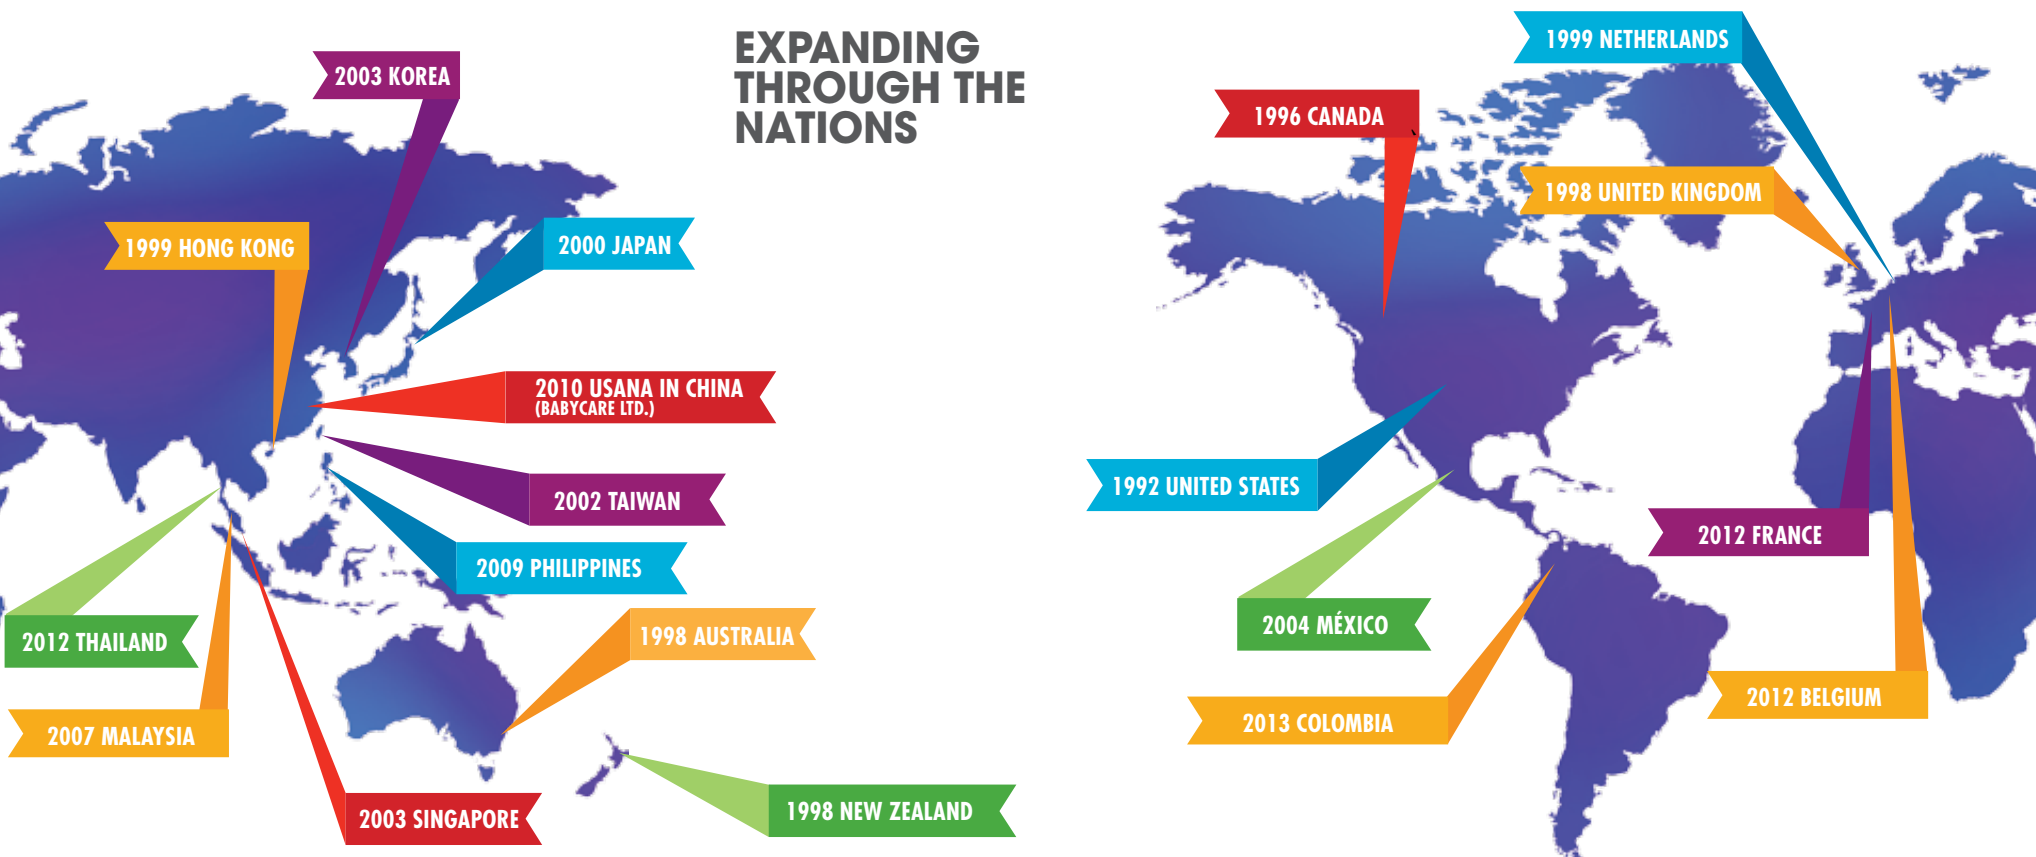 EXPANDING
THROUGH THE
NATIONS
2003 KOREA
1999 HONG KONG
2000 JAPAN
2010 USANA IN CHINA
(BABYCARE LTD.)
2002 TAIWAN
2009 PHILIPPINES
2012 THAILAND
1998 AUSTRALIA
2007 MALAYSIA
2003 SINGAPORE
1998 NEW ZEALAND
1999 NETHERLANDS
1996 CANADA
1998 UNITED KINGDOM
1992 UNITED STATES
2012 FRANCE
2004 MÉXICO
2012 BELGIUM
2013 COLOMBIA